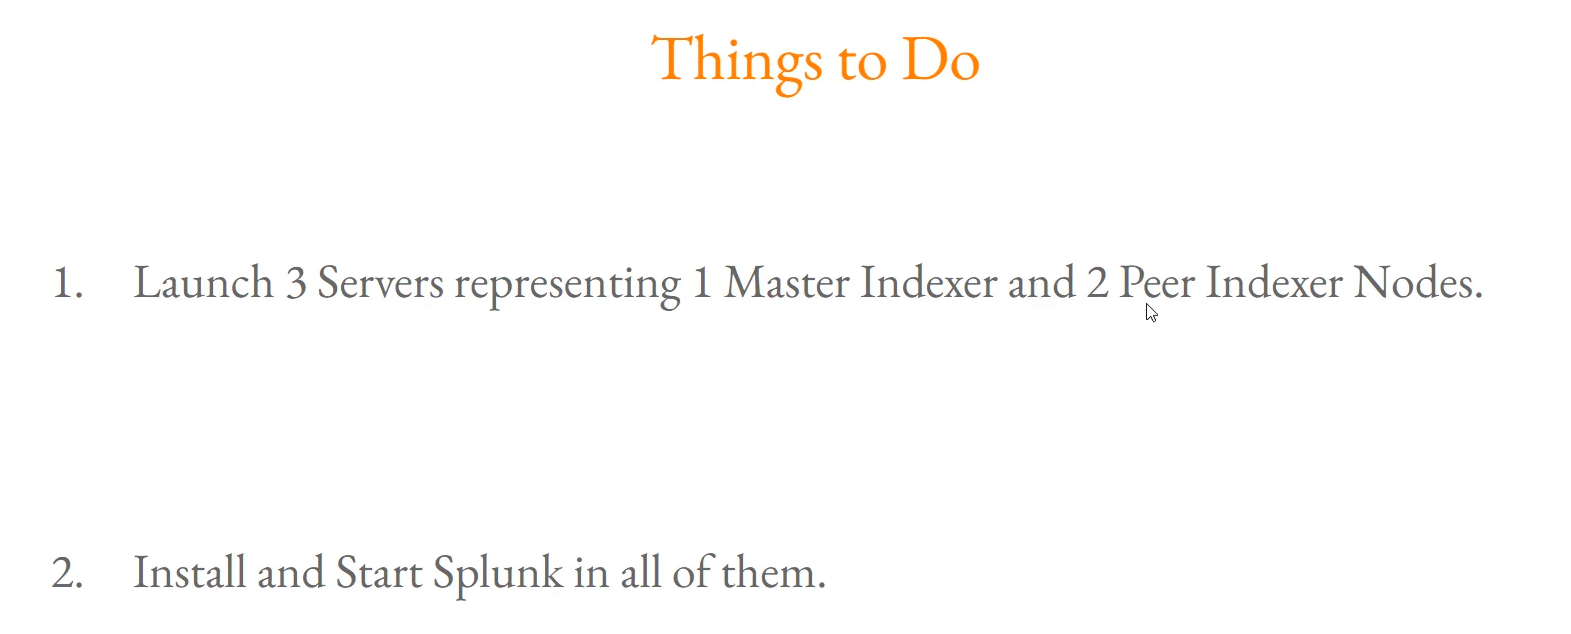 Things to Do
1. Launch 3 Servers representing 1 Master Indexer and 2 Peer Indexer Nodes.
2. Install and Start Splunk in all of them.